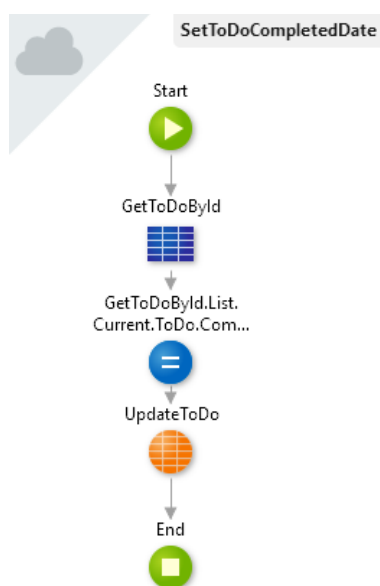 SetToDoCompletedDate
Start
GetToDoById
GetToDoById.List.
Current.ToDo.Com...
UpdateToDo
End